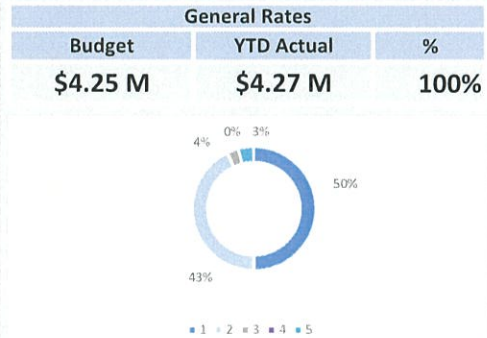 General Rates
Budget YTD Actual %
$4.25 M $4.27 M 100%
4% 0% 3%
50%
43%
1 2 3 4 5